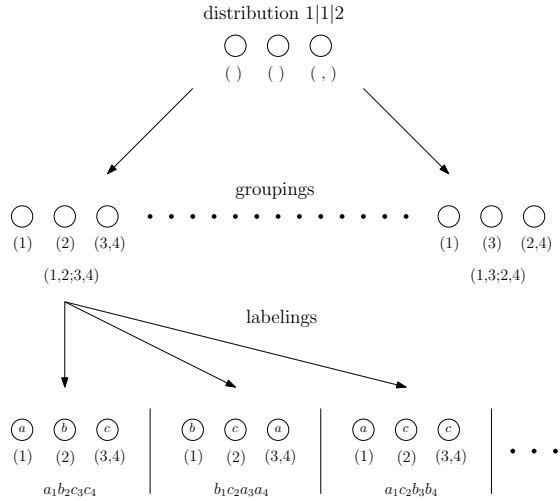 distribution 1|1|2
( ) ( ) ( , )
groupings
(1) (2) (3,4) (1) (3) (2,4)
(1,2;3,4) (1,3;2,4)
labelings
a b c b c a a c c
(1) (2) (3,4) (1) (2) (3,4) (1) (2) (3,4)
a₁b₂c₃c₄ b₁c₂a₃a₄ a₁c₂b₃b₄